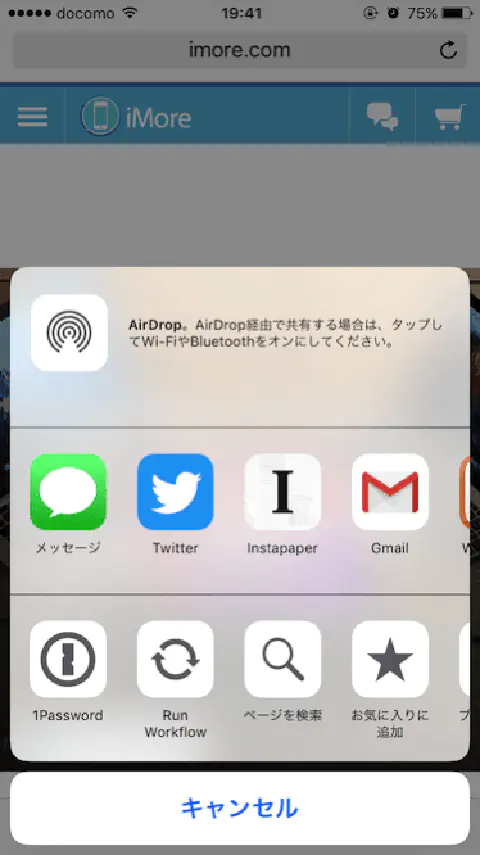 docomo 19:41 75%
imore.com
iMore
AirDrop。AirDrop経由で共有する場合は、タップし
てWi-FiやBluetoothをオンにしてください。
メッセージ Twitter Instapaper Gmail
1Password Run Workflow ページを検索 お気に入りに追加
キャンセル